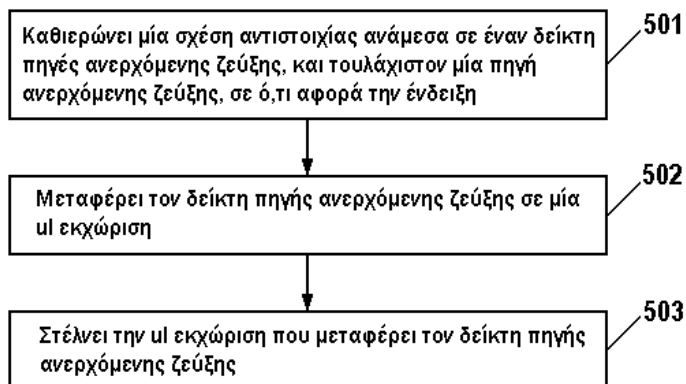 Καθιερώνει μία σχέση αντιστοιχίας ανάμεσα σε έναν δείκτη
πηγές ανερχόμενης ζεύξης, και τουλάχιστον μία πηγή
ανερχόμενης ζεύξης, σε ό,τι αφορά την ένδειξη
501
Μεταφέρει τον δείκτη πηγής ανερχόμενης ζεύξης σε μία
ul εκχώριση
502
Στέλνει την ul εκχώριση που μεταφέρει τον δείκτη πηγής
ανερχόμενης ζεύξης
503